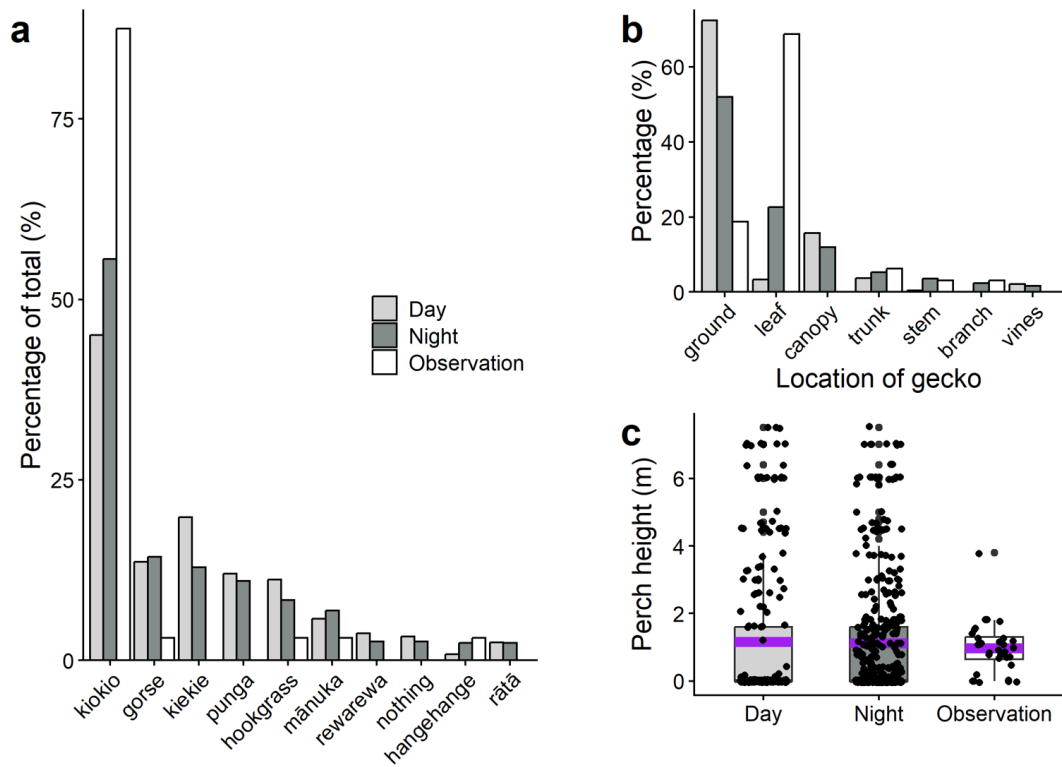 a
Percentage of total (%)
75
50
25
0
kiokio
gorse
kiekie
punga
hookgrass
mānuka
rewarewa
nothing
hangehange
rātā
Day
Night
Observation
b
Percentage (%)
60
40
20
0
ground
leaf
canopy
trunk
stem
branch
vines
Location of gecko
c
Perch height (m)
6
4
2
0
Day
Night
Observation